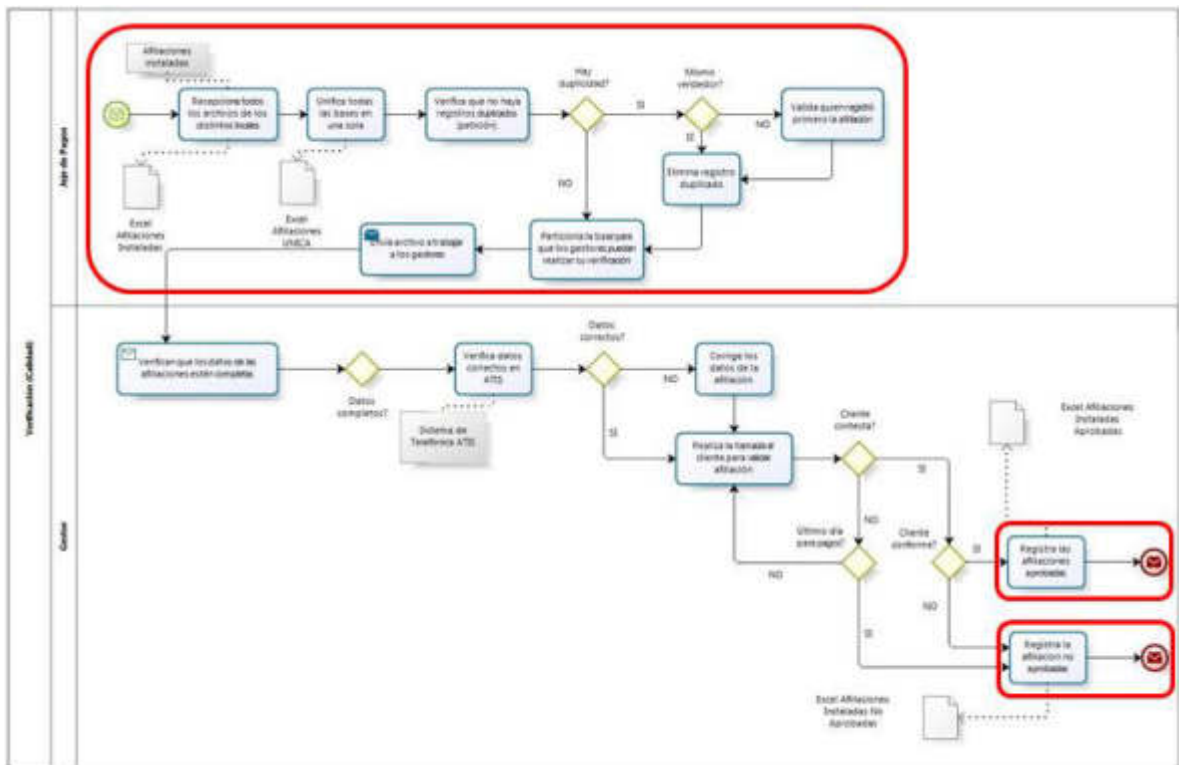 Verificación (Calidad)
Jefe de Pagos
Gestor
Afiliaciones
Instaladas
Recepciona todos
los archivos de los
distintos locales
Unifica todas
las bases en
una sola
Verifica que no haya
registros duplicados
(petición)
Hay
duplicidad?
SI
Mismo
vendedor?
NO
Valida quien registró
primero la afiliación
SI
Elimina registro
duplicado
NO
Excel
Afiliaciones
Instaladas
Excel
Afiliaciones
UNICA
Envía archivo a trabajar
a los gestores
Particiona la base para
que los gestores puedan
realizar su verificación
Verifican que los datos de las
afiliaciones estén completas
Datos
completos?
Verifica datos
correctos en
ATIS
Sistema de
Telefónica ATIS
Datos
correctos?
NO
SI
Corrige los
datos de la
afiliación
Realiza la llamada al
cliente para validar
afiliación
Cliente
contesta?
SI
NO
Último día
para pagos?
NO
SI
Cliente
conforme?
SI
NO
Excel Afiliaciones
Instaladas
Aprobadas
Registra las
afiliaciones
aprobadas
Registra la
afiliacion no
aprobadas
Excel Afiliaciones
Instaladas No
Aprobadas